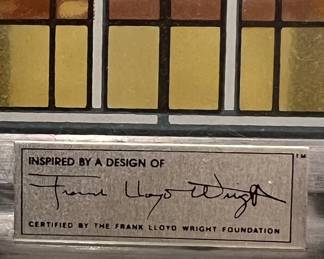 INSPIRED BY A DESIGN OF
Frank Lloyd Wright
™
CERTIFIED BY THE FRANK LLOYD WRIGHT FOUNDATION